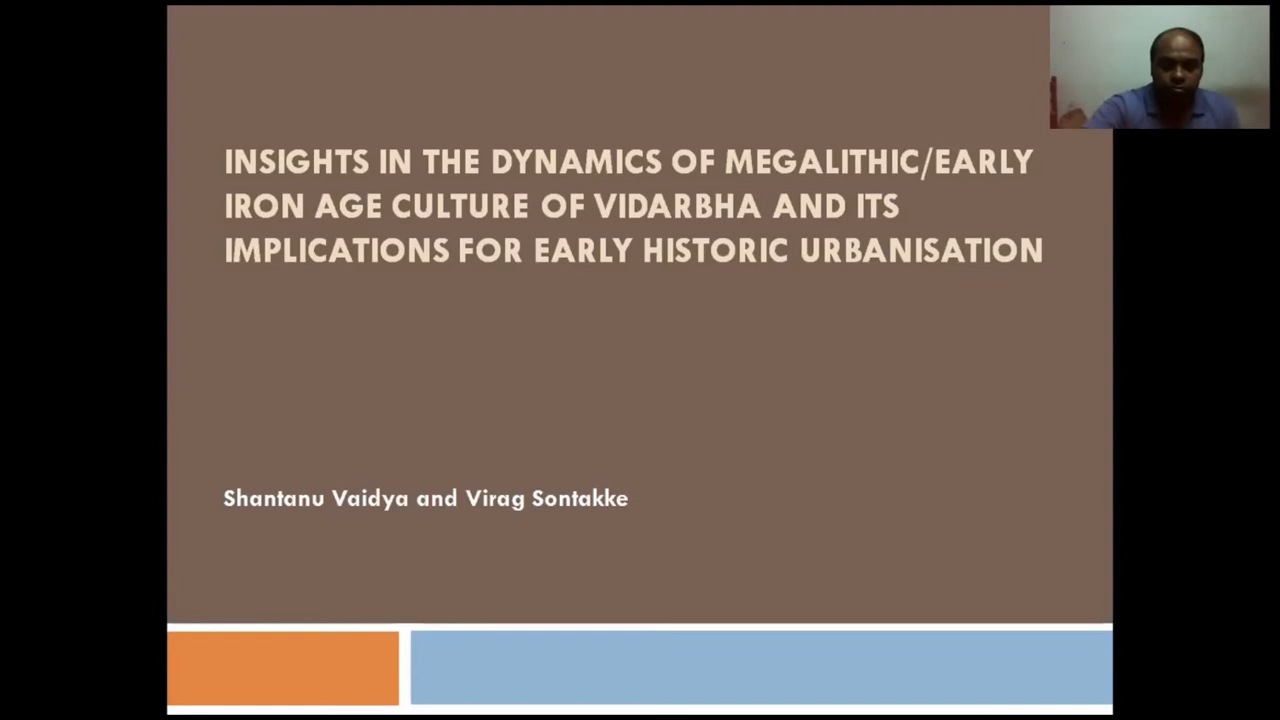 INSIGHTS IN THE DYNAMICS OF MEGALITHIC/EARLY
IRON AGE CULTURE OF VIDARBHA AND ITS
IMPLICATIONS FOR EARLY HISTORIC URBANISATION
Shantanu Vaidya and Virag Sontakke